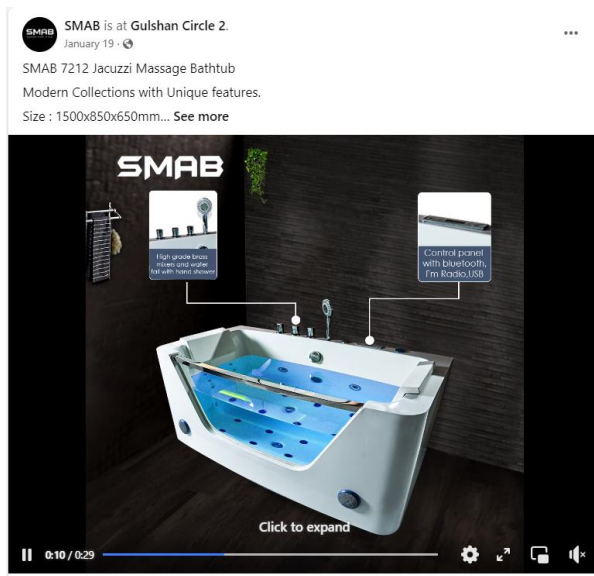 SMAB
SMAB is at Gulshan Circle 2.
January 19 ·
SMAB 7212 Jacuzzi Massage Bathtub
Modern Collections with Unique features.
Size : 1500x850x650mm... See more
SMAB
High grade brass
mixers and water
fall with hand shower
Control panel
with bluetooth,
Fm Radio,USB
Click to expand
0:10 / 0:29